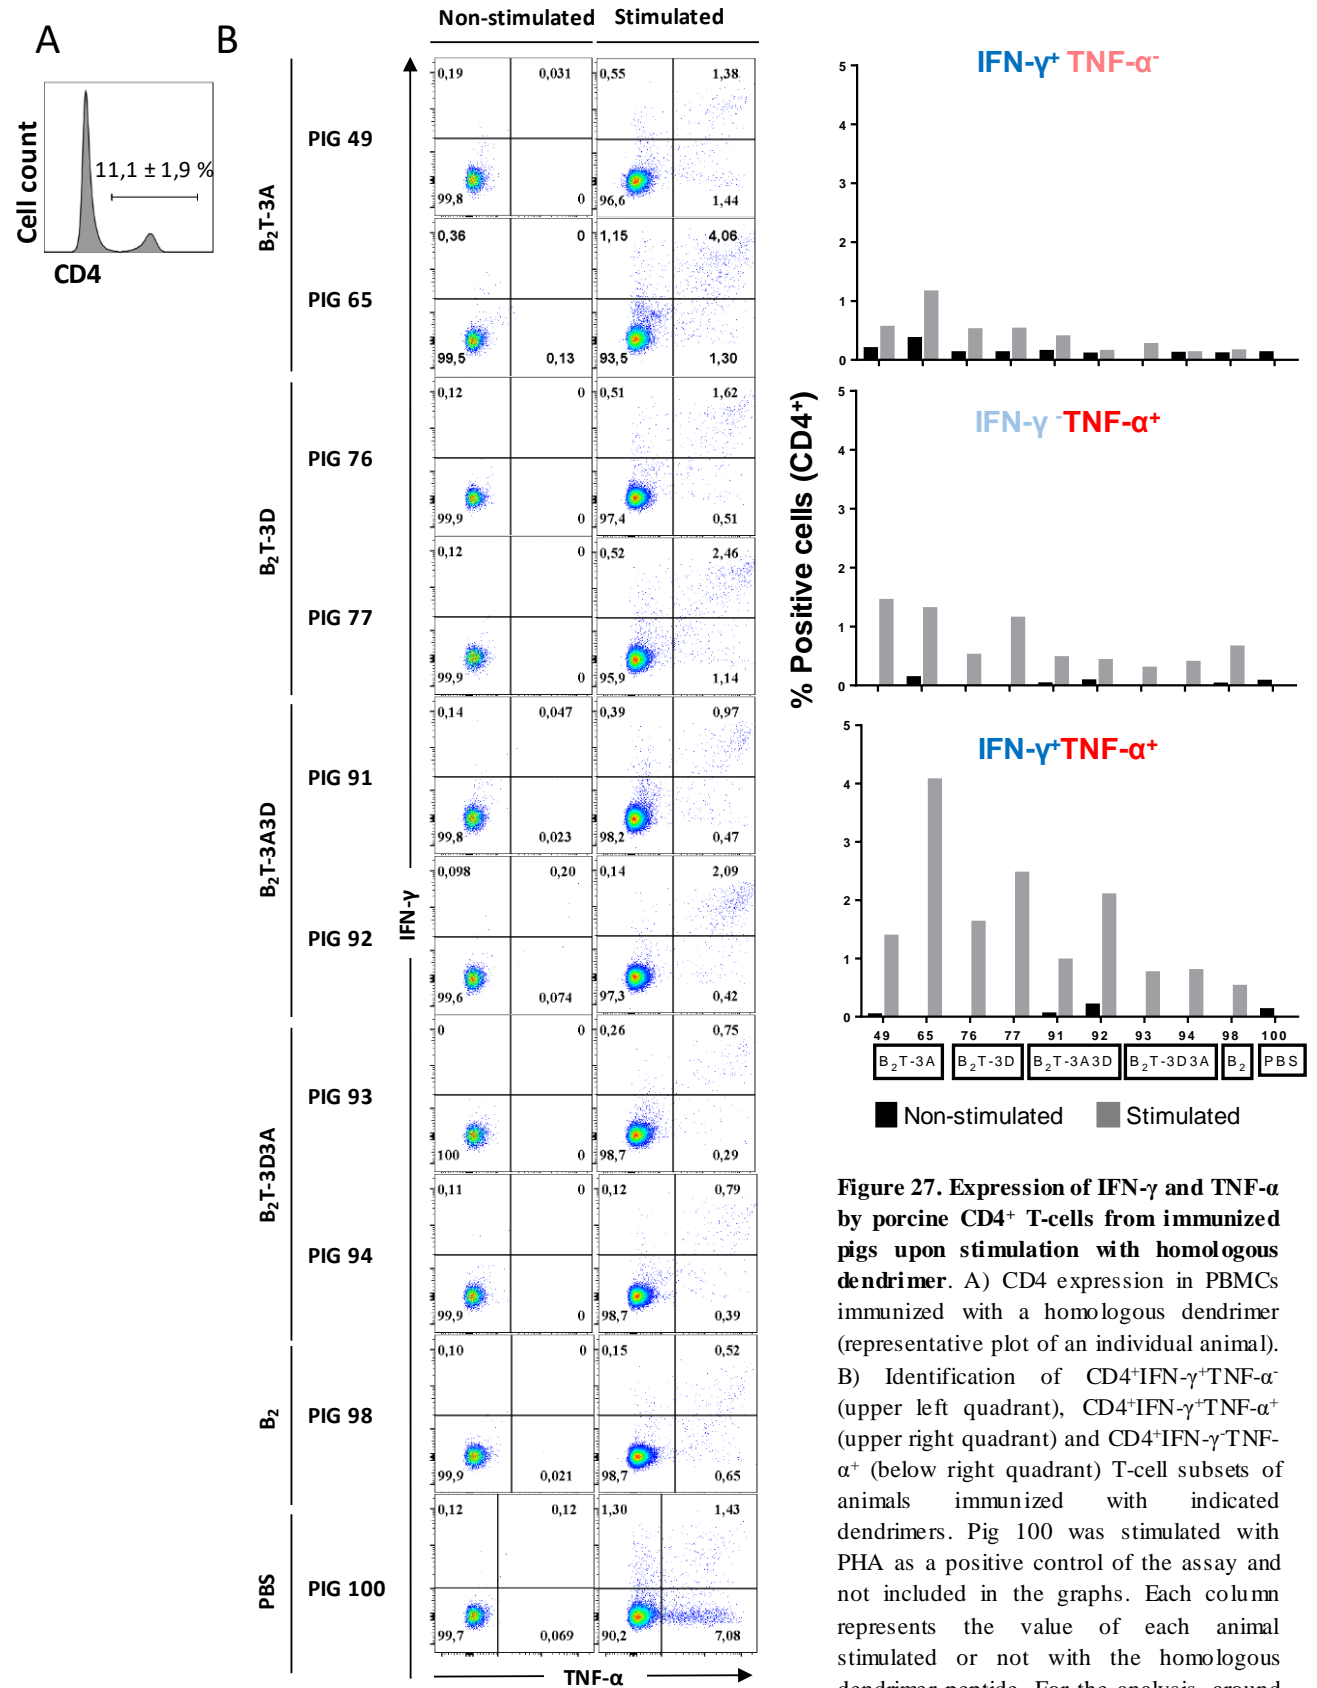 A
B
Non-stimulated Stimulated
Cell count
11,1 ± 1,9 %
CD4
B₂T-3A
PIG 49
0,19 0,031 0,55 1,38
99,8 0 96,6 1,44
PIG 65
0,36 0 1,15 4,06
99,5 0,13 93,5 1,30
B₂T-3D
PIG 76
0,12 0 0,51 1,62
99,9 0 97,4 0,51
PIG 77
0,12 0 0,52 2,46
99,9 0 95,9 1,14
B₂T-3A3D
PIG 91
0,14 0,047 0,39 0,97
99,8 0,023 98,2 0,47
PIG 92
0,098 0,20 0,14 2,09
99,6 0,074 97,3 0,42
B₂T-3D3A
PIG 93
0 0 0,26 0,75
100 0 98,7 0,29
PIG 94
0,11 0 0,12 0,79
99,9 0 98,7 0,39
B₂
PIG 98
0,10 0 0,15 0,52
99,9 0,021 98,7 0,65
PBS
PIG 100
0,12 0,12 1,30 1,43
99,7 0,069 90,2 7,08
IFN-γ
TNF-α
% Positive cells (CD4⁺)
IFN-γ⁺ TNF-α⁻
5
4
3
2
1
0
IFN-γ ⁻TNF-α⁺
5
4
3
2
1
0
IFN-γ⁺TNF-α⁺
5
4
3
2
1
0
49 65 76 77 91 92 93 94 98 100
B₂T-3A B₂T-3D B₂T-3A3D B₂T-3D3A B₂ PBS
Non-stimulated Stimulated
Figure 27. Expression of IFN-γ and TNF-α
by porcine CD4⁺ T-cells from immunized
pigs upon stimulation with homologous
dendrimer. A) CD4 expression in PBMCs
immunized with a homologous dendrimer
(representative plot of an individual animal).
B) Identification of CD4⁺IFN-γ⁺TNF-α⁻
(upper left quadrant), CD4⁺IFN-γ⁺TNF-α⁺
(upper right quadrant) and CD4⁺IFN-γ⁻TNF-
α⁺ (below right quadrant) T-cell subsets of
animals immunized with indicated
dendrimers. Pig 100 was stimulated with
PHA as a positive control of the assay and
not included in the graphs. Each column
represents the value of each animal
stimulated or not with the homologous
dendrimer peptide. For the analysis, around